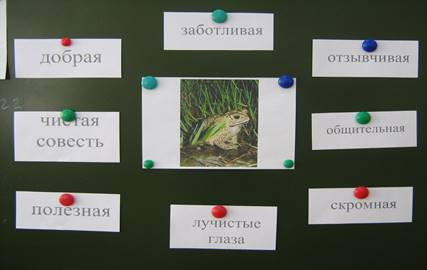 заботливая
добрая
отзывчивая
чистая
совесть
общительная
полезная
лучистые
глаза
скромная